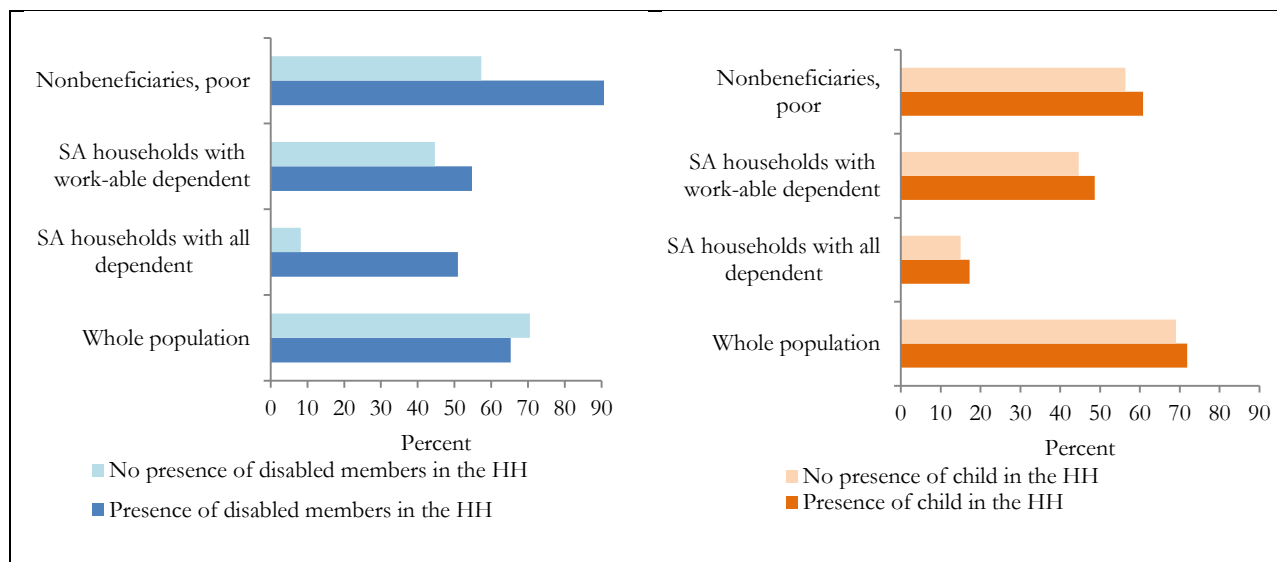 Nonbeneficiaries, poor
SA households with
work-able dependent
SA households with all
dependent
Whole population
0 10 20 30 40 50 60 70 80 90
Percent
No presence of disabled members in the HH
Presence of disabled members in the HH
Nonbeneficiaries,
poor
SA households with
work-able dependent
SA households with all
dependent
Whole population
0 10 20 30 40 50 60 70 80 90
Percent
No presence of child in the HH
Presence of child in the HH